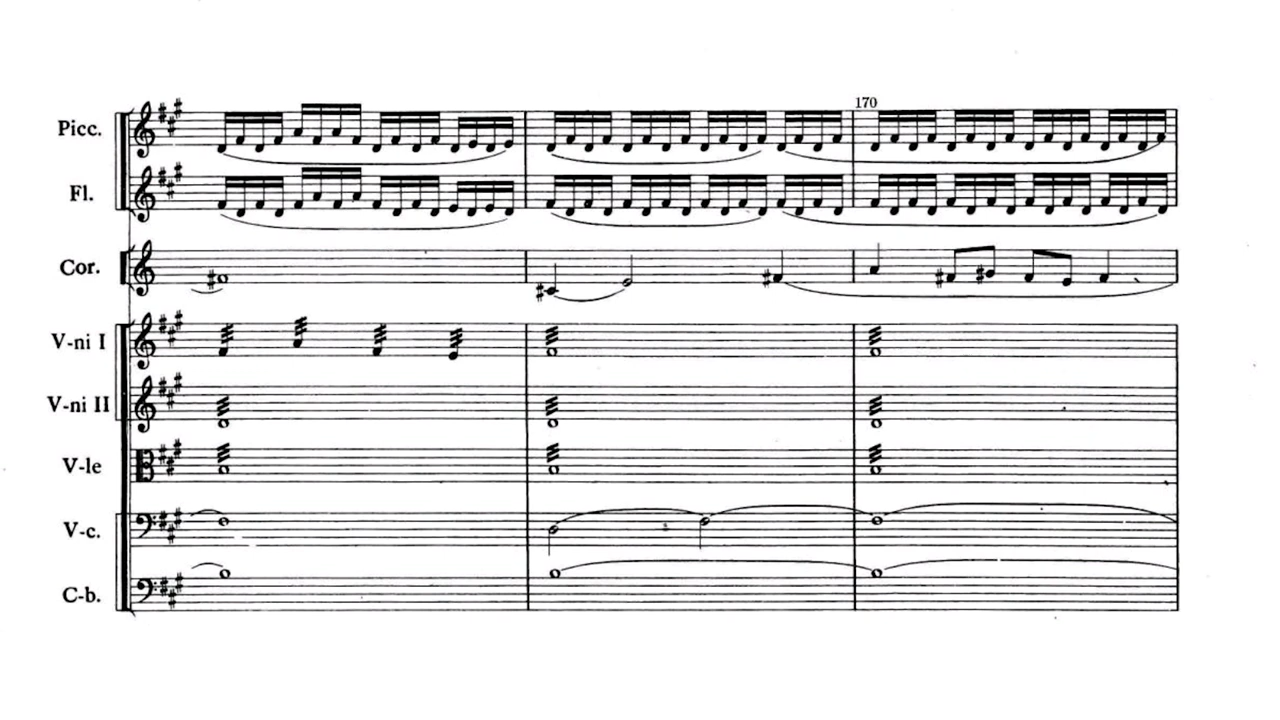 170
Picc.
Fl.
Cor.
V-ni I
V-ni II
V-le
V-c.
C-b.